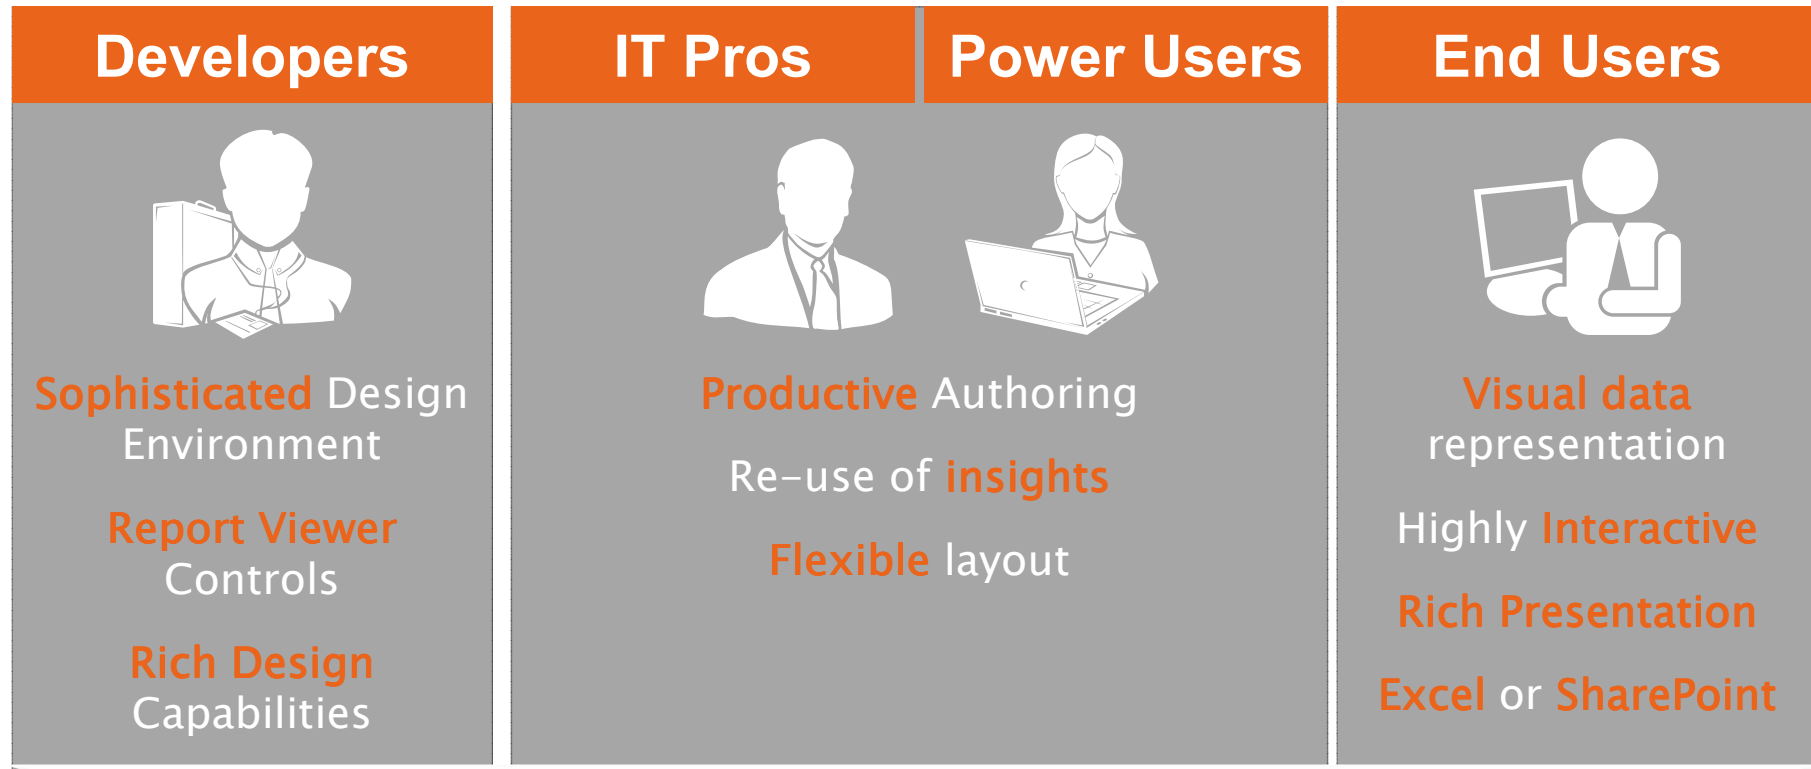 Developers
Sophisticated Design
Environment
Report Viewer
Controls
Rich Design
Capabilities
IT Pros
Power Users
Productive Authoring
Re-use of insights
Flexible layout
End Users
Visual data
representation
Highly Interactive
Rich Presentation
Excel or SharePoint